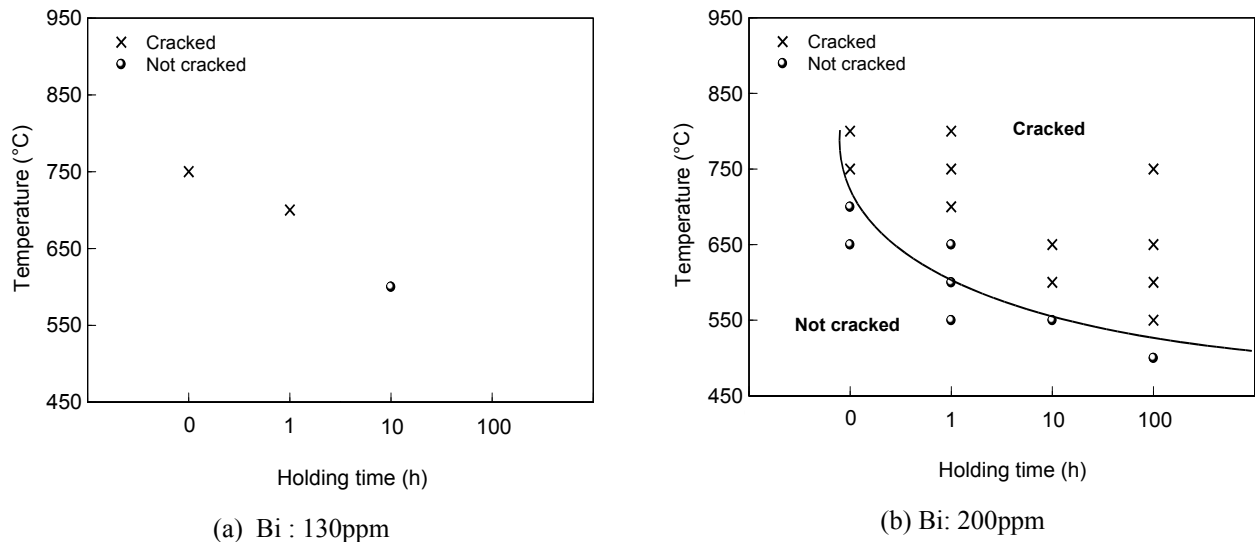 950
Cracked
Not cracked
850
750
650
550
450
Temperature (°C)
0 1 10 100
Holding time (h)
(a) Bi : 130ppm
950
Cracked
Not cracked
850
Cracked
750
650
Not cracked
550
450
Temperature (°C)
0 1 10 100
Holding time (h)
(b) Bi: 200ppm